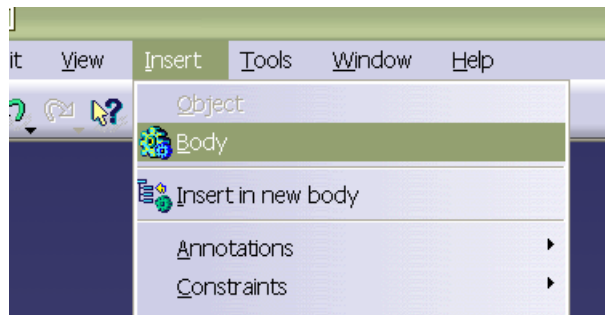 it View Insert Tools Window Help
Object
Body
Insert in new body
Annotations
Constraints